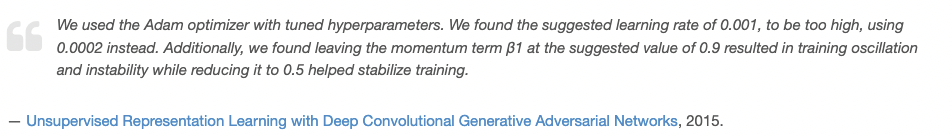 We used the Adam optimizer with tuned hyperparameters. We found the suggested learning rate of 0.001, to be too high, using
0.0002 instead. Additionally, we found leaving the momentum term β1 at the suggested value of 0.9 resulted in training oscillation
and instability while reducing it to 0.5 helped stabilize training.
— Unsupervised Representation Learning with Deep Convolutional Generative Adversarial Networks, 2015.